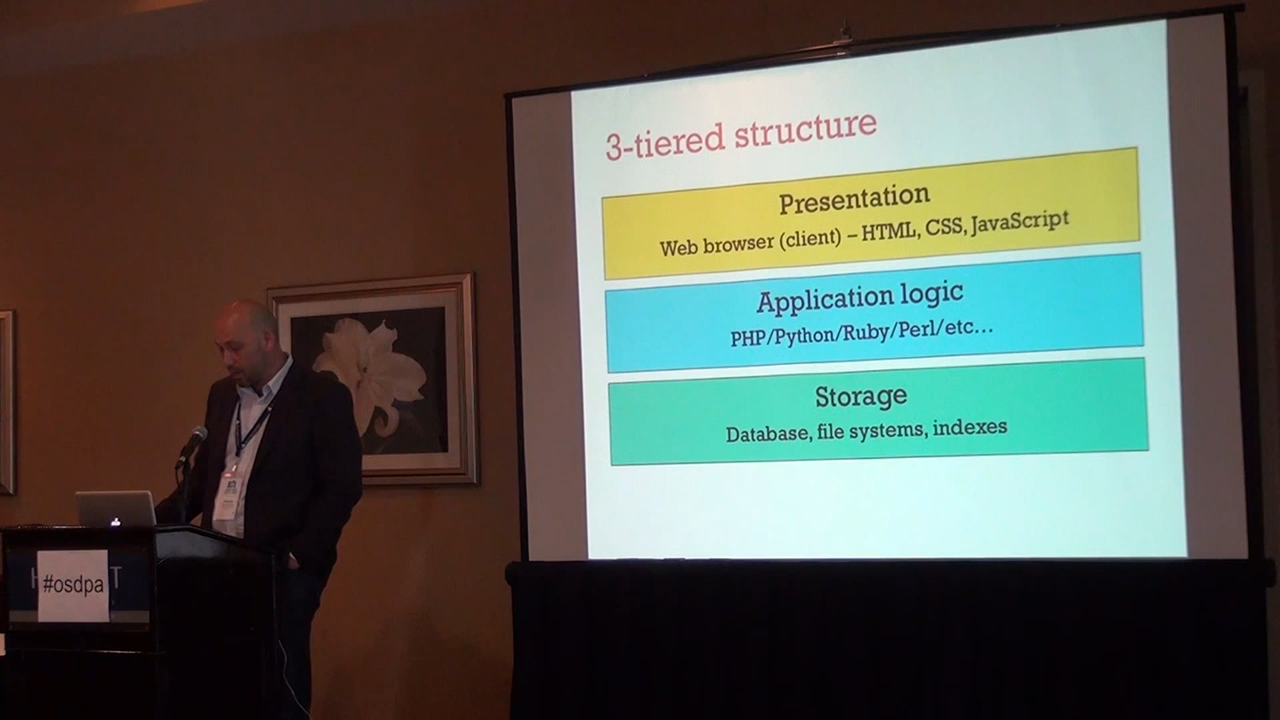 3-tiered structure
Presentation
Web browser (client) – HTML, CSS, JavaScript
Application logic
PHP/Python/Ruby/Perl/etc...
Storage
Database, file systems, indexes
#osdpa